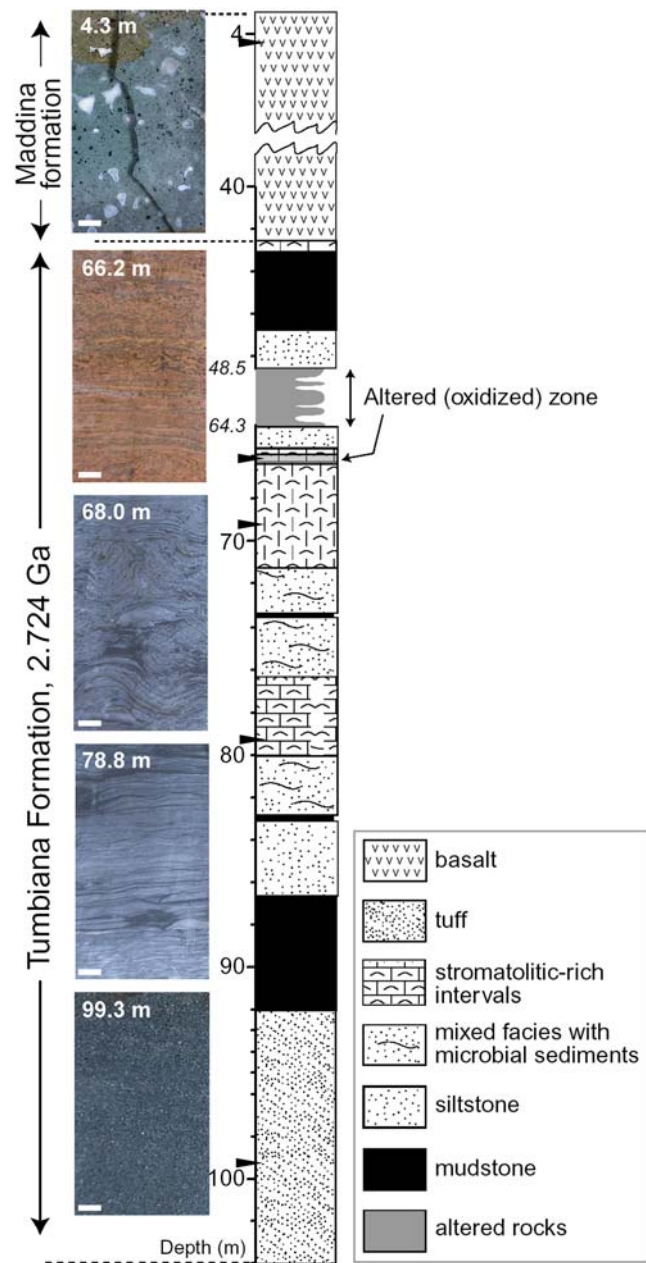 Maddina
formation
Tumbiana Formation, 2.724 Ga
4.3 m
66.2 m
68.0 m
78.8 m
99.3 m
4
40
48.5
64.3
70
80
90
100
Depth (m)
Altered (oxidized) zone
basalt
tuff
stromatolitic-rich
intervals
mixed facies with
microbial sediments
siltstone
mudstone
altered rocks